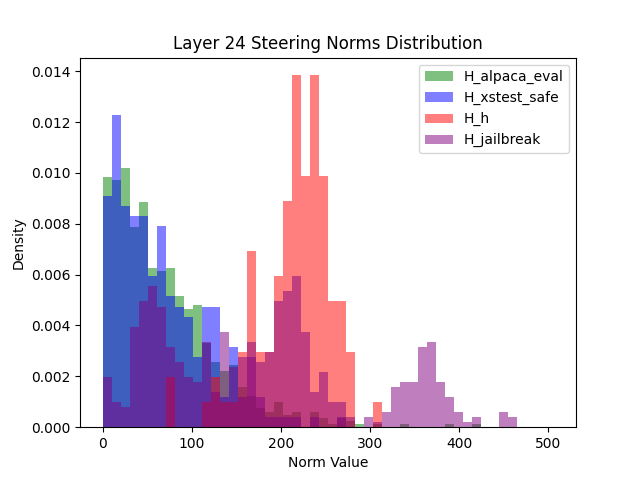 Layer 24 Steering Norms Distribution
0.014
0.012
0.010
0.008
0.006
0.004
0.002
0.000
Density
H_alpaca_eval
H_xstest_safe
H_h
H_jailbreak
0 100 200 300 400 500
Norm Value